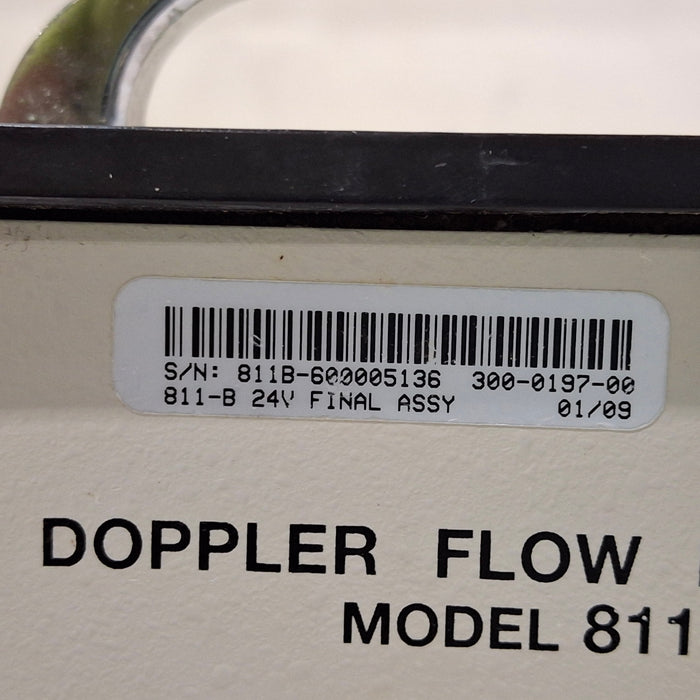 S/N: 811B-600005136 300-0197-00
811-B 24V FINAL ASSY 01/09
DOPPLER FLOW
MODEL 811